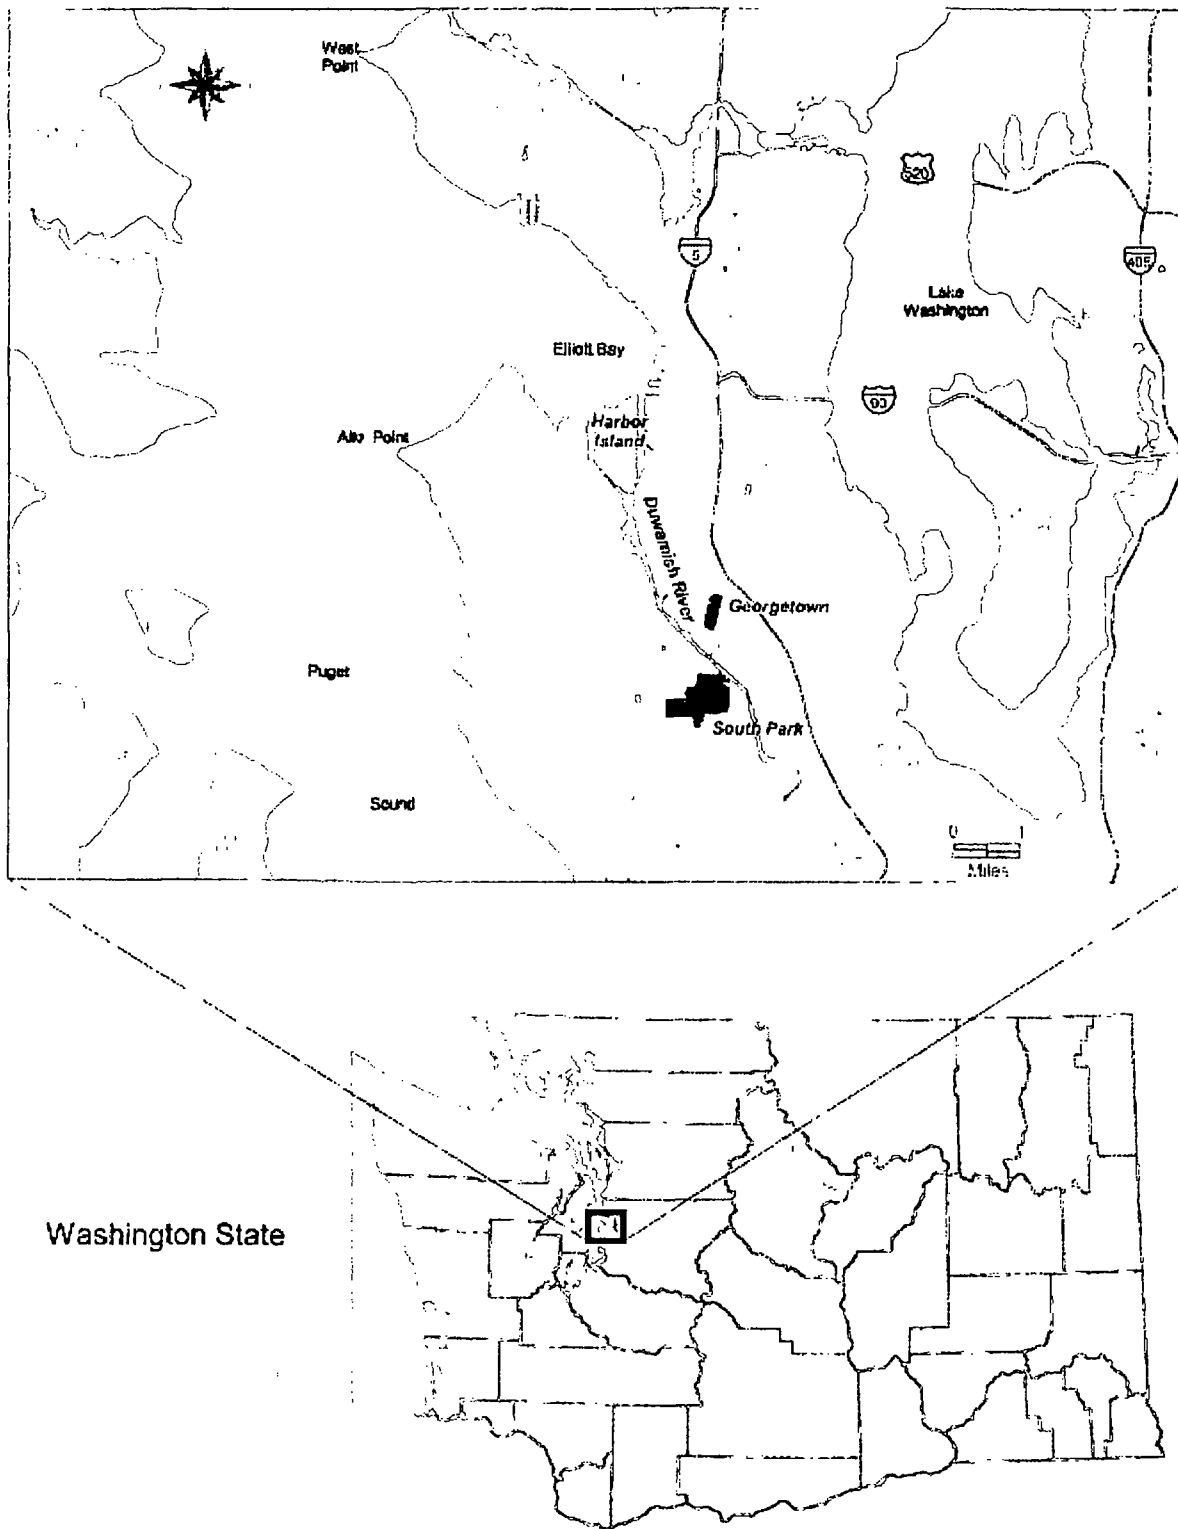 West
Point
520
5
405
Lake
Washington
Elliott Bay
90
Harbor
Island
Alki Point
Duwamish River
Georgetown
Puget
South Park
Sound
0 1
Miles
Washington State